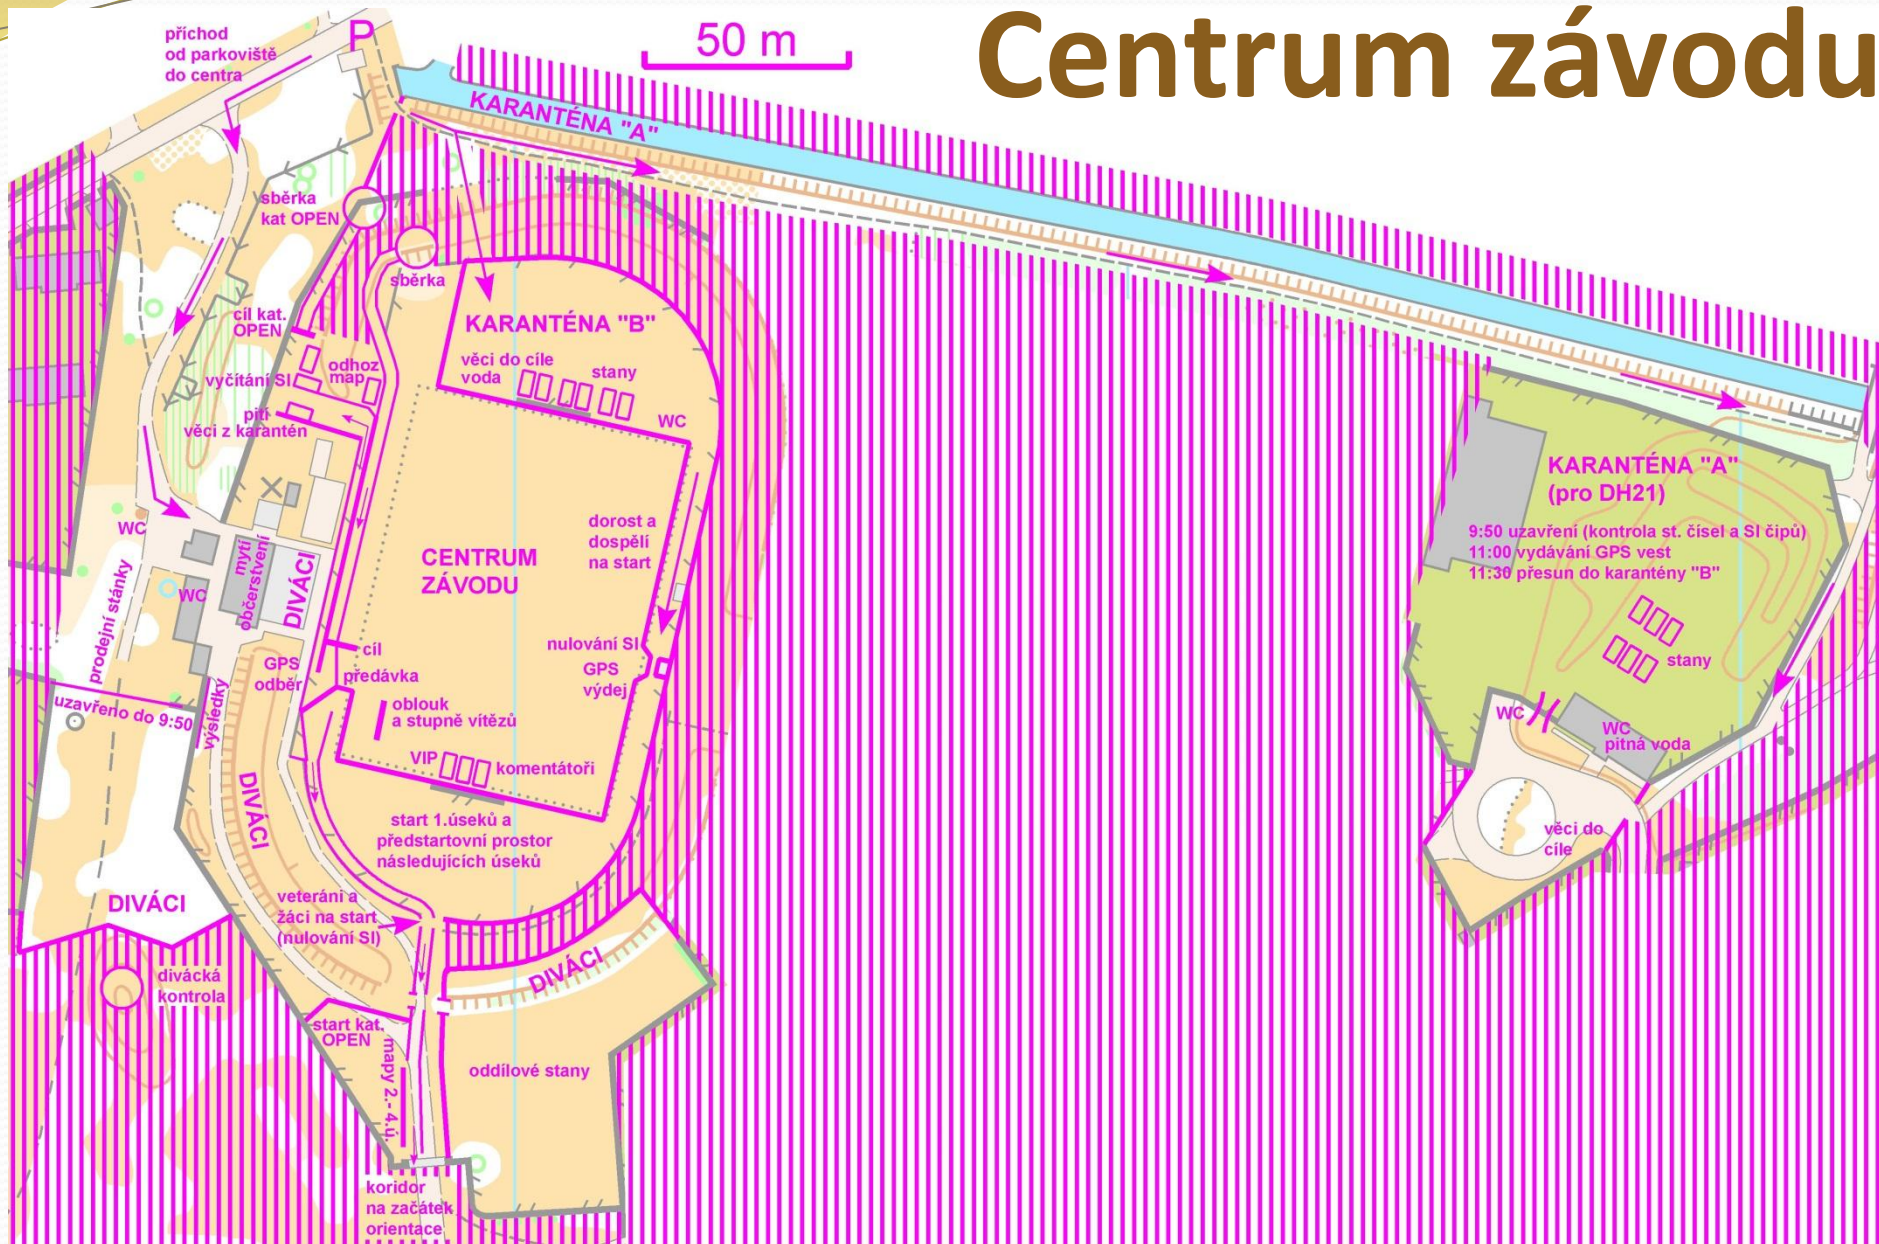 Centrum závodu
50 m
P
příchod
od parkoviště
do centra
KARANTÉNA "A"
sběrka
kat OPEN
sběrka
cíl kat.
OPEN
KARANTÉNA "B"
věci do cíle
voda
stany
WC
odhoz
map
vyčítání SI
pití
věci z karantén
KARANTÉNA "A"
(pro DH21)
9:50 uzavření (kontrola st. čísel a SI čipů)
11:00 vydávání GPS vest
11:30 přesun do karantény "B"
stany
WC
WC
pitná voda
věci do
cíle
WC
WC
mytí
občerstvení
DIVÁCI
prodejní stánky
CENTRUM
ZÁVODU
dorost a
dospělí
na start
nulování SI
GPS
výdej
cíl
předávka
GPS
odběr
oblouk
a stupně vítězů
VIP
komentátoři
uzavřeno do 9:50
výsledky
DIVÁCI
start 1.úseků a
předstartovní prostor
následujících úseků
DIVÁCI
veteráni a
žáci na start
(nulování SI)
DIVÁCI
divácká
kontrola
start kat.
OPEN
mapy 2.- 4.ú.
oddílové stany
koridor
na začátek
orientace